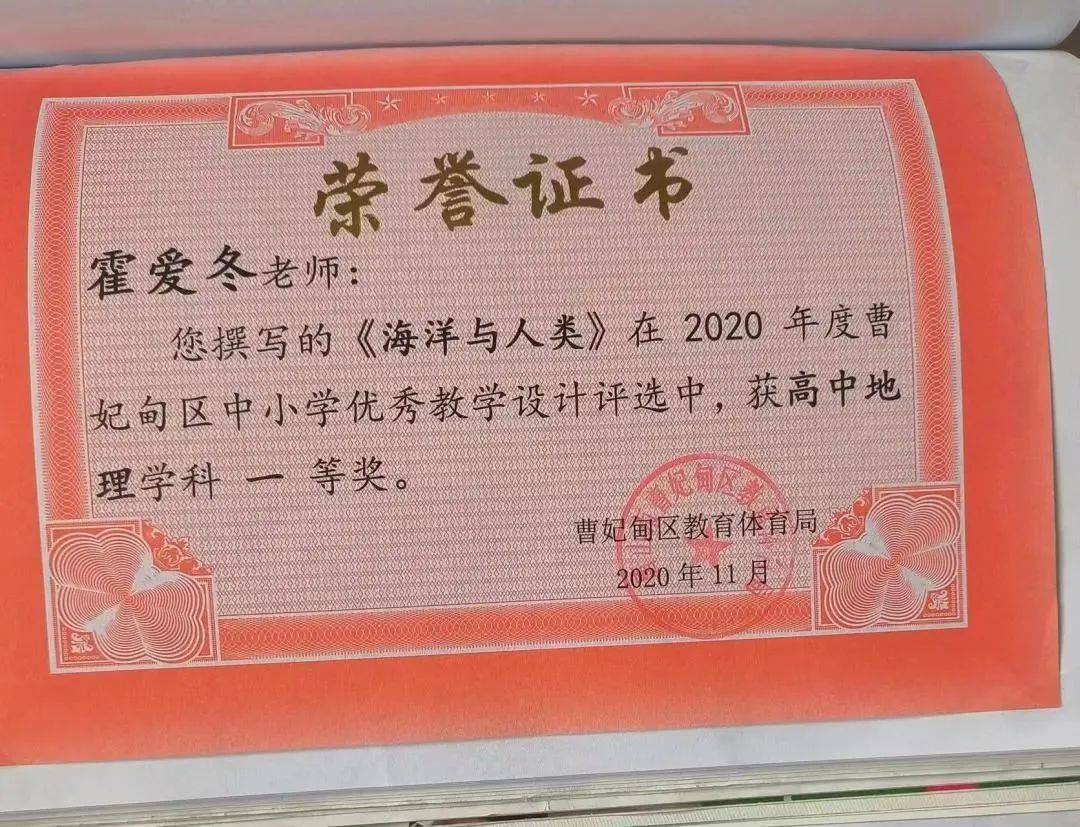 荣誉证书
霍爱冬老师：
您撰写的《海洋与人类》在 2020 年度曹
妃甸区中小学优秀教学设计评选中，获高中地
理学科 一 等奖。
曹妃甸区教育体育局
2020 年 11 月